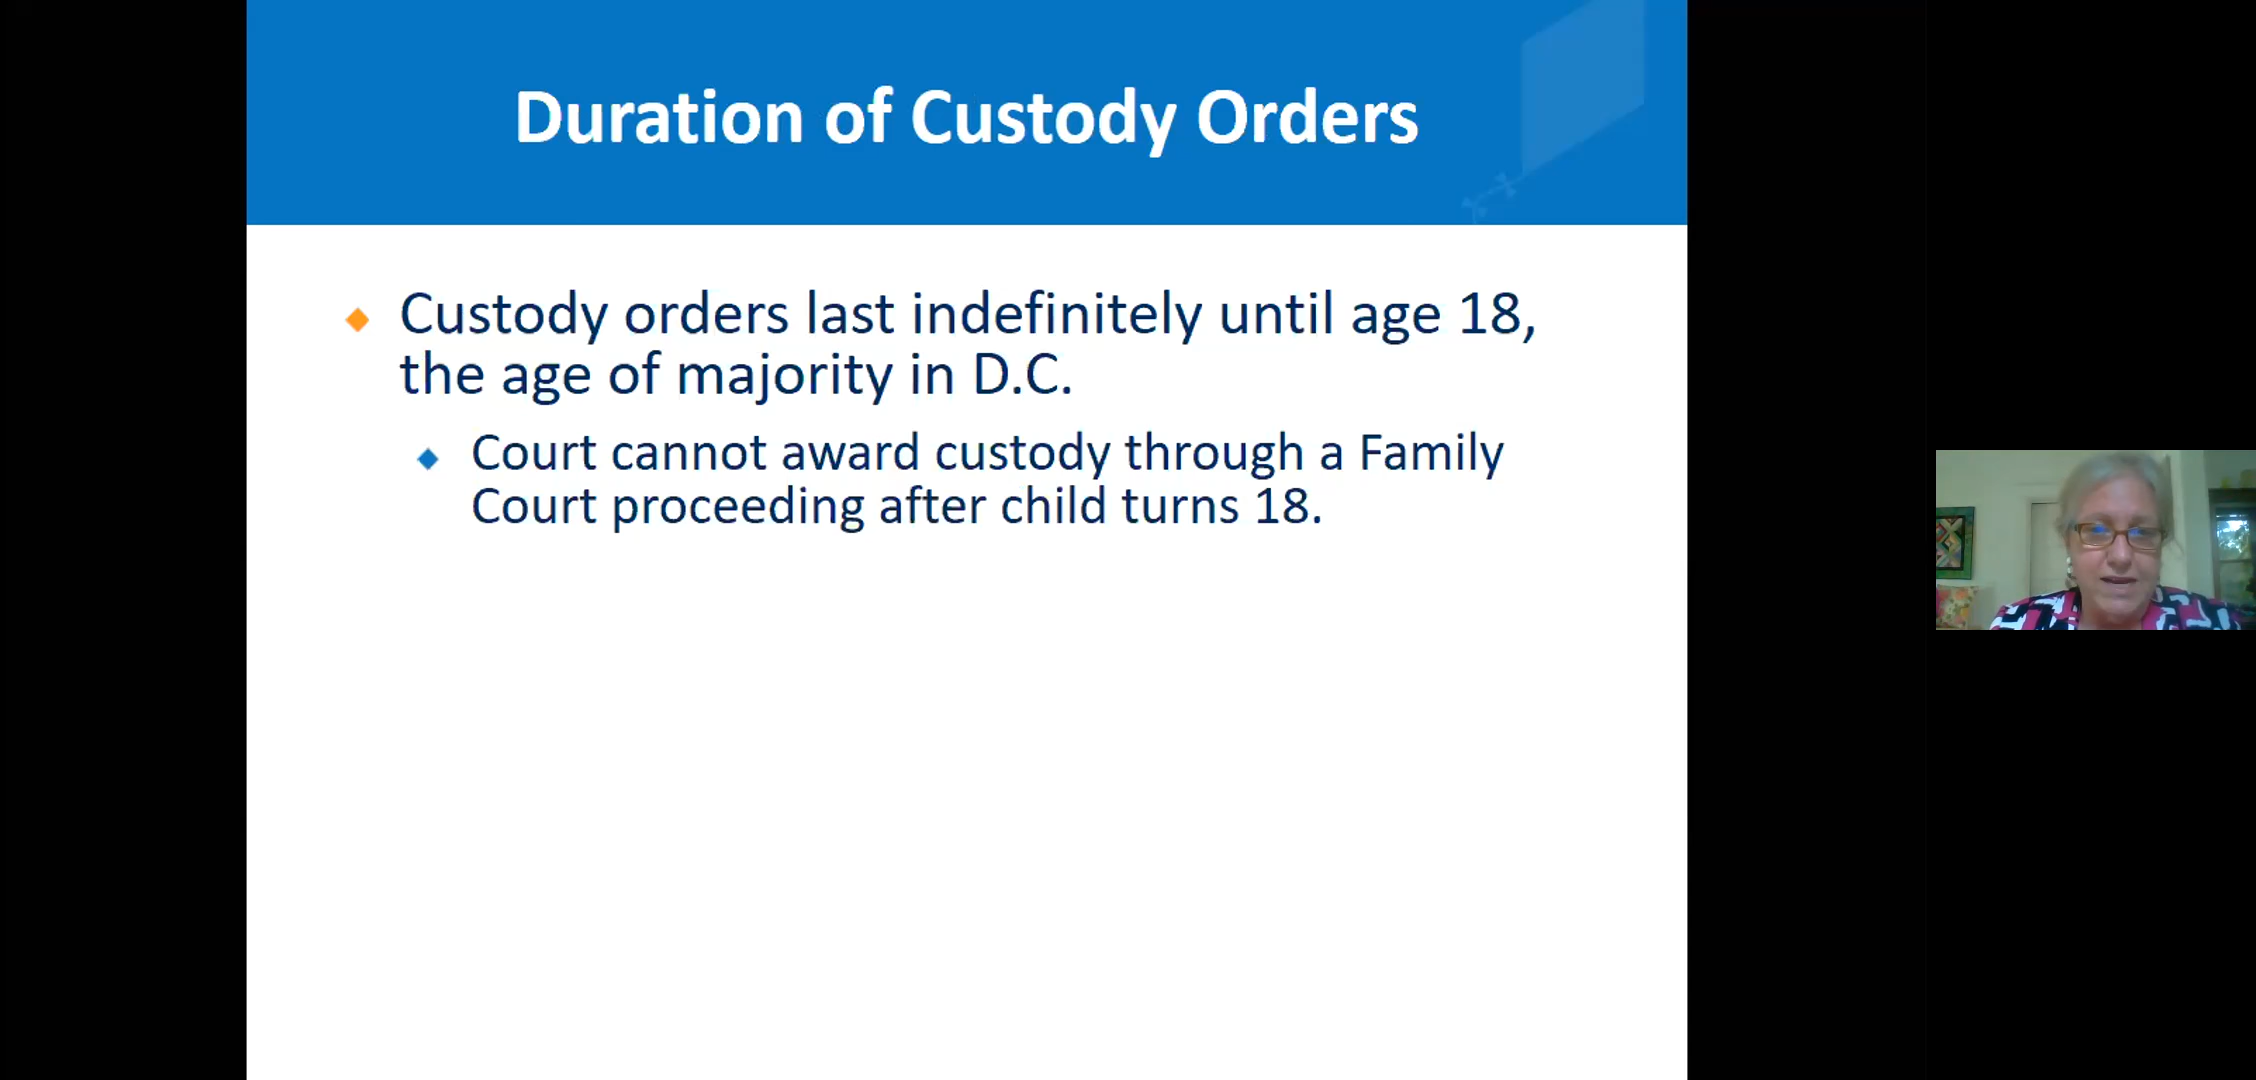 Duration of Custody Orders
Custody orders last indefinitely until age 18,
the age of majority in D.C.
Court cannot award custody through a Family
Court proceeding after child turns 18.